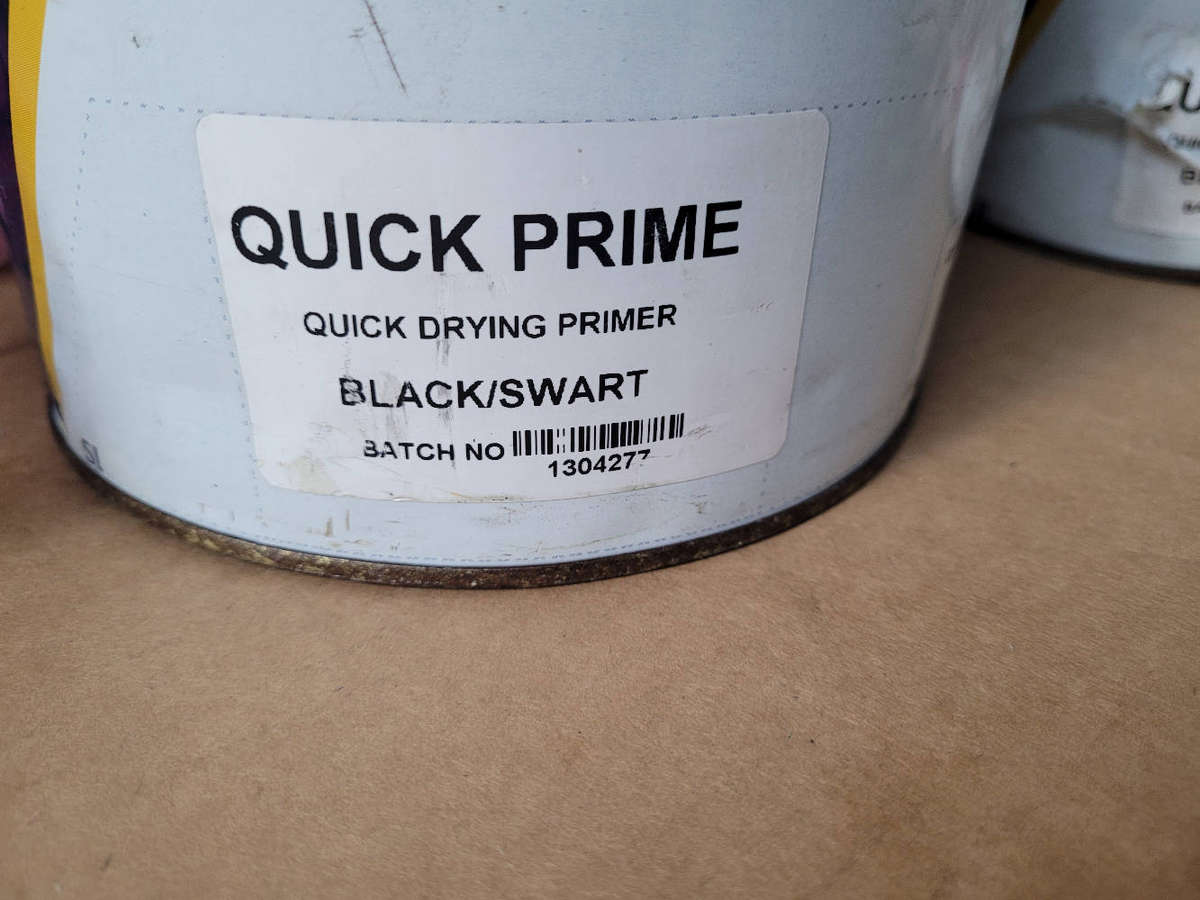 QUICK PRIME
QUICK DRYING PRIMER
BLACK/SWART
BATCH NO
1304277